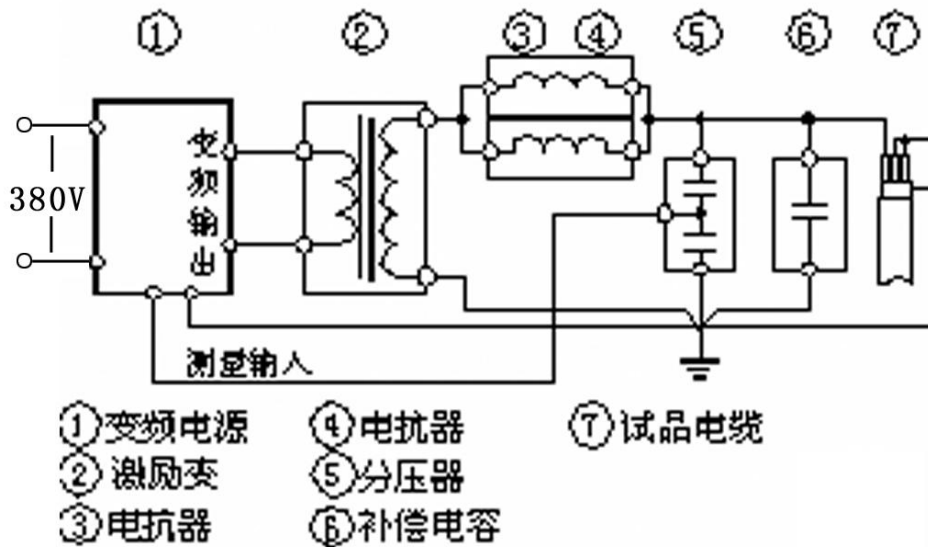 ① ② ③ ④ ⑤ ⑥ ⑦
变频输出
380V
测量输入
①变频电源 ④电抗器 ⑦试品电缆
②激励变 ⑤分压器
③电抗器 ⑥补偿电容